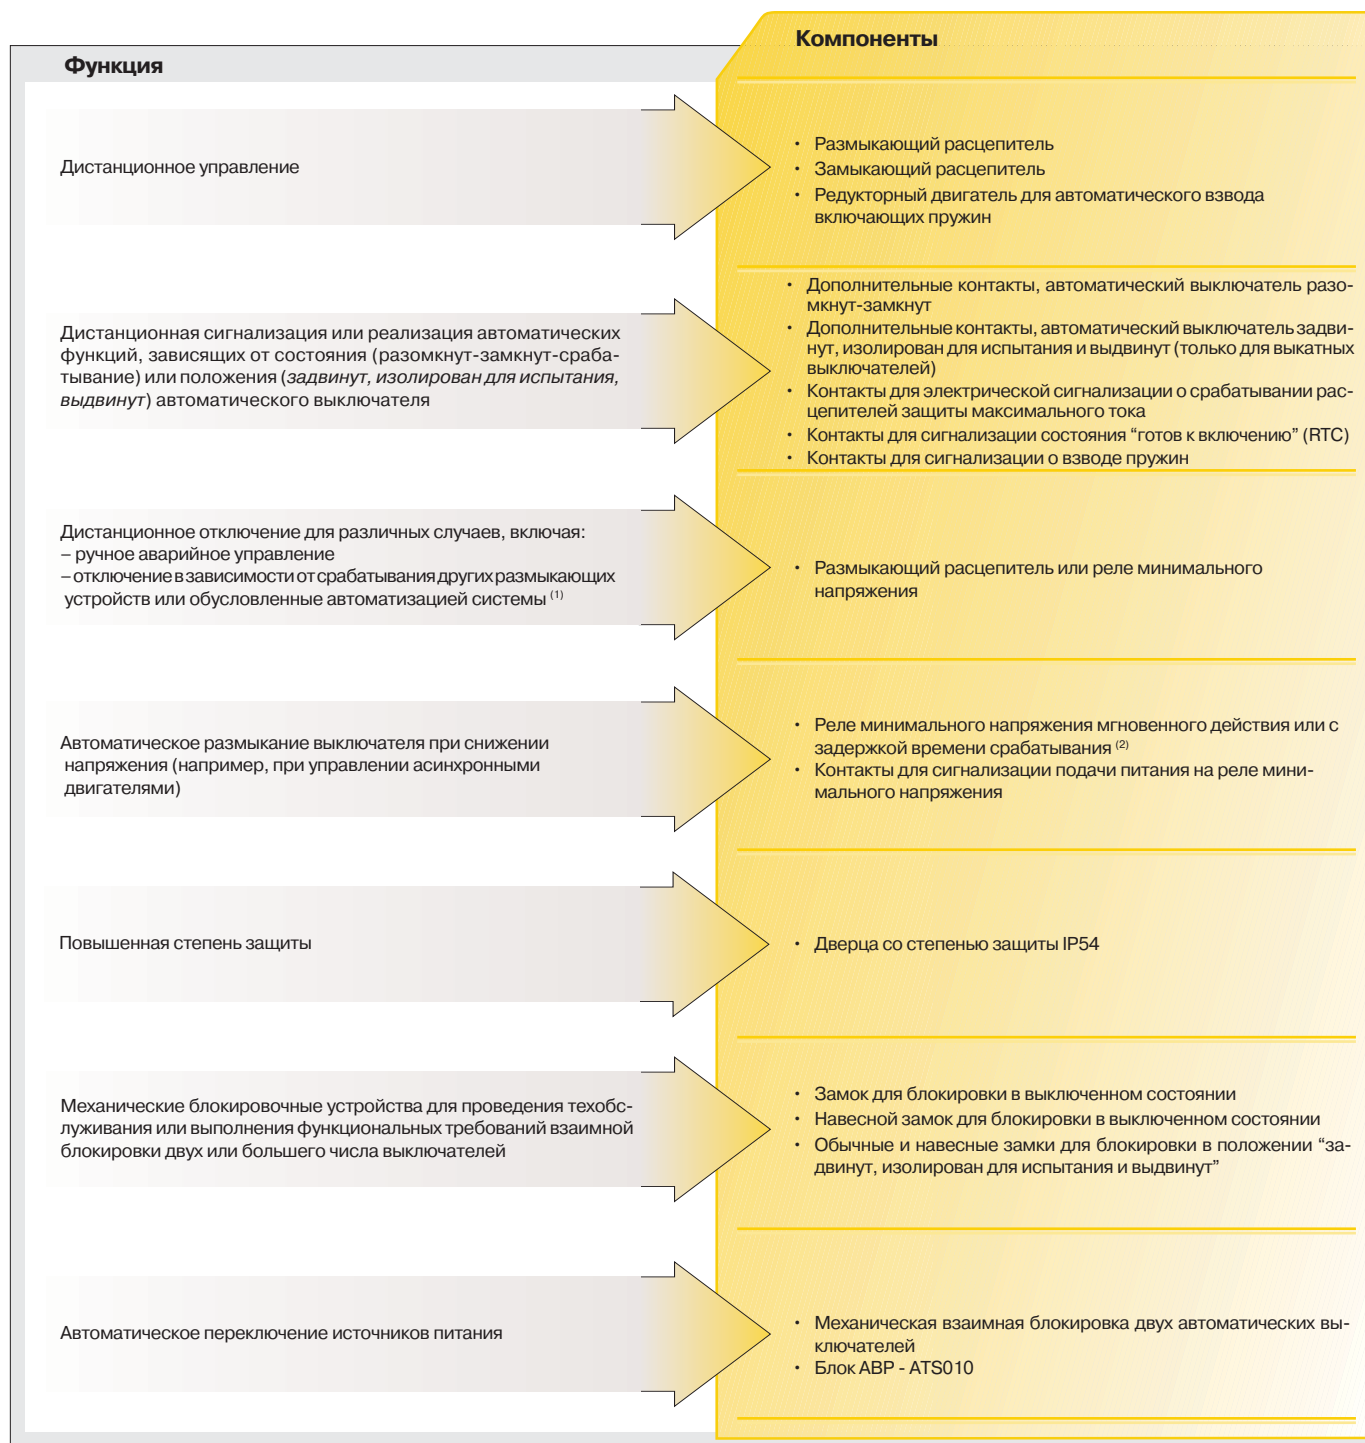 Компоненты
Функция
Дистанционное управление
• Размыкающий расцепитель
• Замыкающий расцепитель
• Редукторный двигатель для автоматического взвода
включающих пружин
Дистанционная сигнализация или реализация автоматических
функций, зависящих от состояния (разомкнут-замкнут-сраба-
тывание) или положения (задвинут, изолирован для испытания,
выдвинут) автоматического выключателя
• Дополнительные контакты, автоматический выключатель разо-
мкнут-замкнут
• Дополнительные контакты, автоматический выключатель задви-
нут, изолирован для испытания и выдвинут (только для выкатных
выключателей)
• Контакты для электрической сигнализации о срабатывании рас-
цепителей защиты максимального тока
• Контакты для сигнализации состояния “готов к включению” (RTC)
• Контакты для сигнализации о взводе пружин
Дистанционное отключение для различных случаев, включая:
– ручное аварийное управление
– отключение в зависимости от срабатывания других размыкающих
устройств или обусловленные автоматизацией системы (1)
• Размыкающий расцепитель или реле минимального
напряжения
Автоматическое размыкание выключателя при снижении
напряжения (например, при управлении асинхронными
двигателями)
• Реле минимального напряжения мгновенного действия или с
задержкой времени срабатывания (2)
• Контакты для сигнализации подачи питания на реле мини-
мального напряжения
Повышенная степень защиты
• Дверца со степенью защиты IP54
Механические блокировочные устройства для проведения техобс-
луживания или выполнения функциональных требований взаимной
блокировки двух или большего числа выключателей
• Замок для блокировки в выключенном состоянии
• Навесной замок для блокировки в выключенном состоянии
• Обычные и навесные замки для блокировки в положении “за-
двинут, изолирован для испытания и выдвинут”
Автоматическое переключение источников питания
• Механическая взаимная блокировка двух автоматических вы-
ключателей
• Блок АВР - ATS010